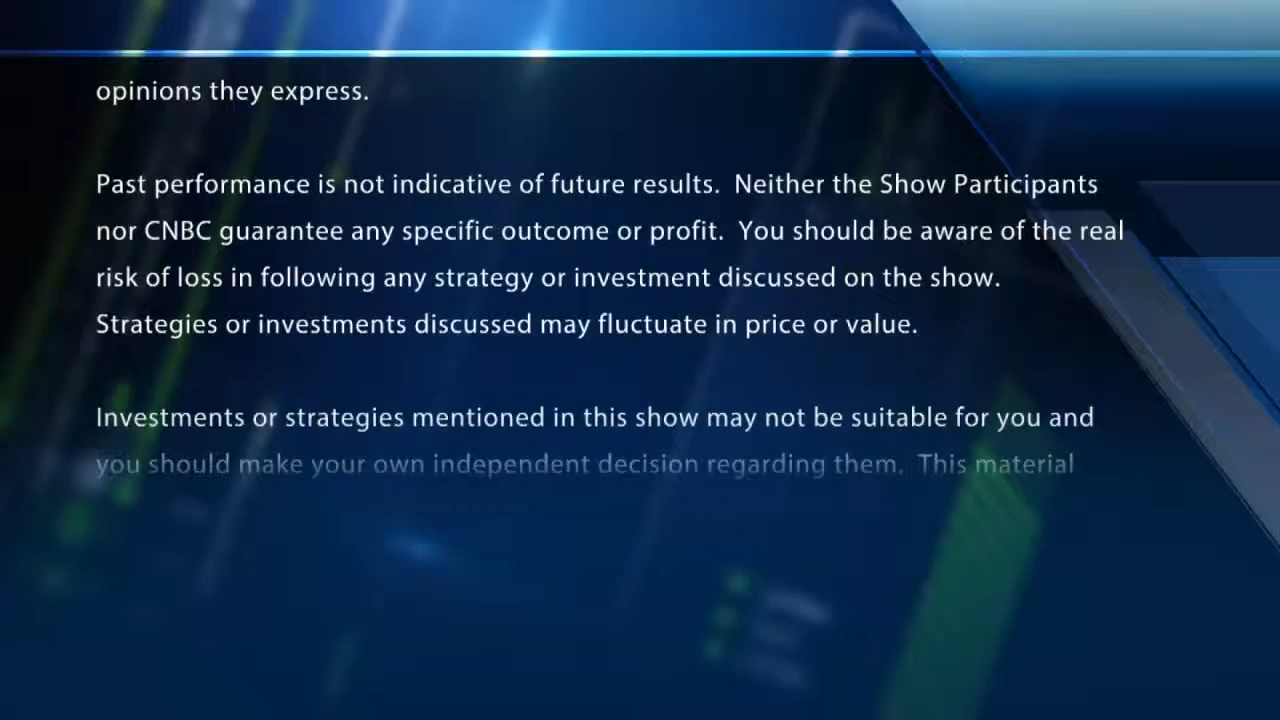 opinions they express.
Past performance is not indicative of future results.  Neither the Show Participants
nor CNBC guarantee any specific outcome or profit.  You should be aware of the real
risk of loss in following any strategy or investment discussed on the show.
Strategies or investments discussed may fluctuate in price or value.
Investments or strategies mentioned in this show may not be suitable for you and
you should make your own independent decision regarding them.  This material